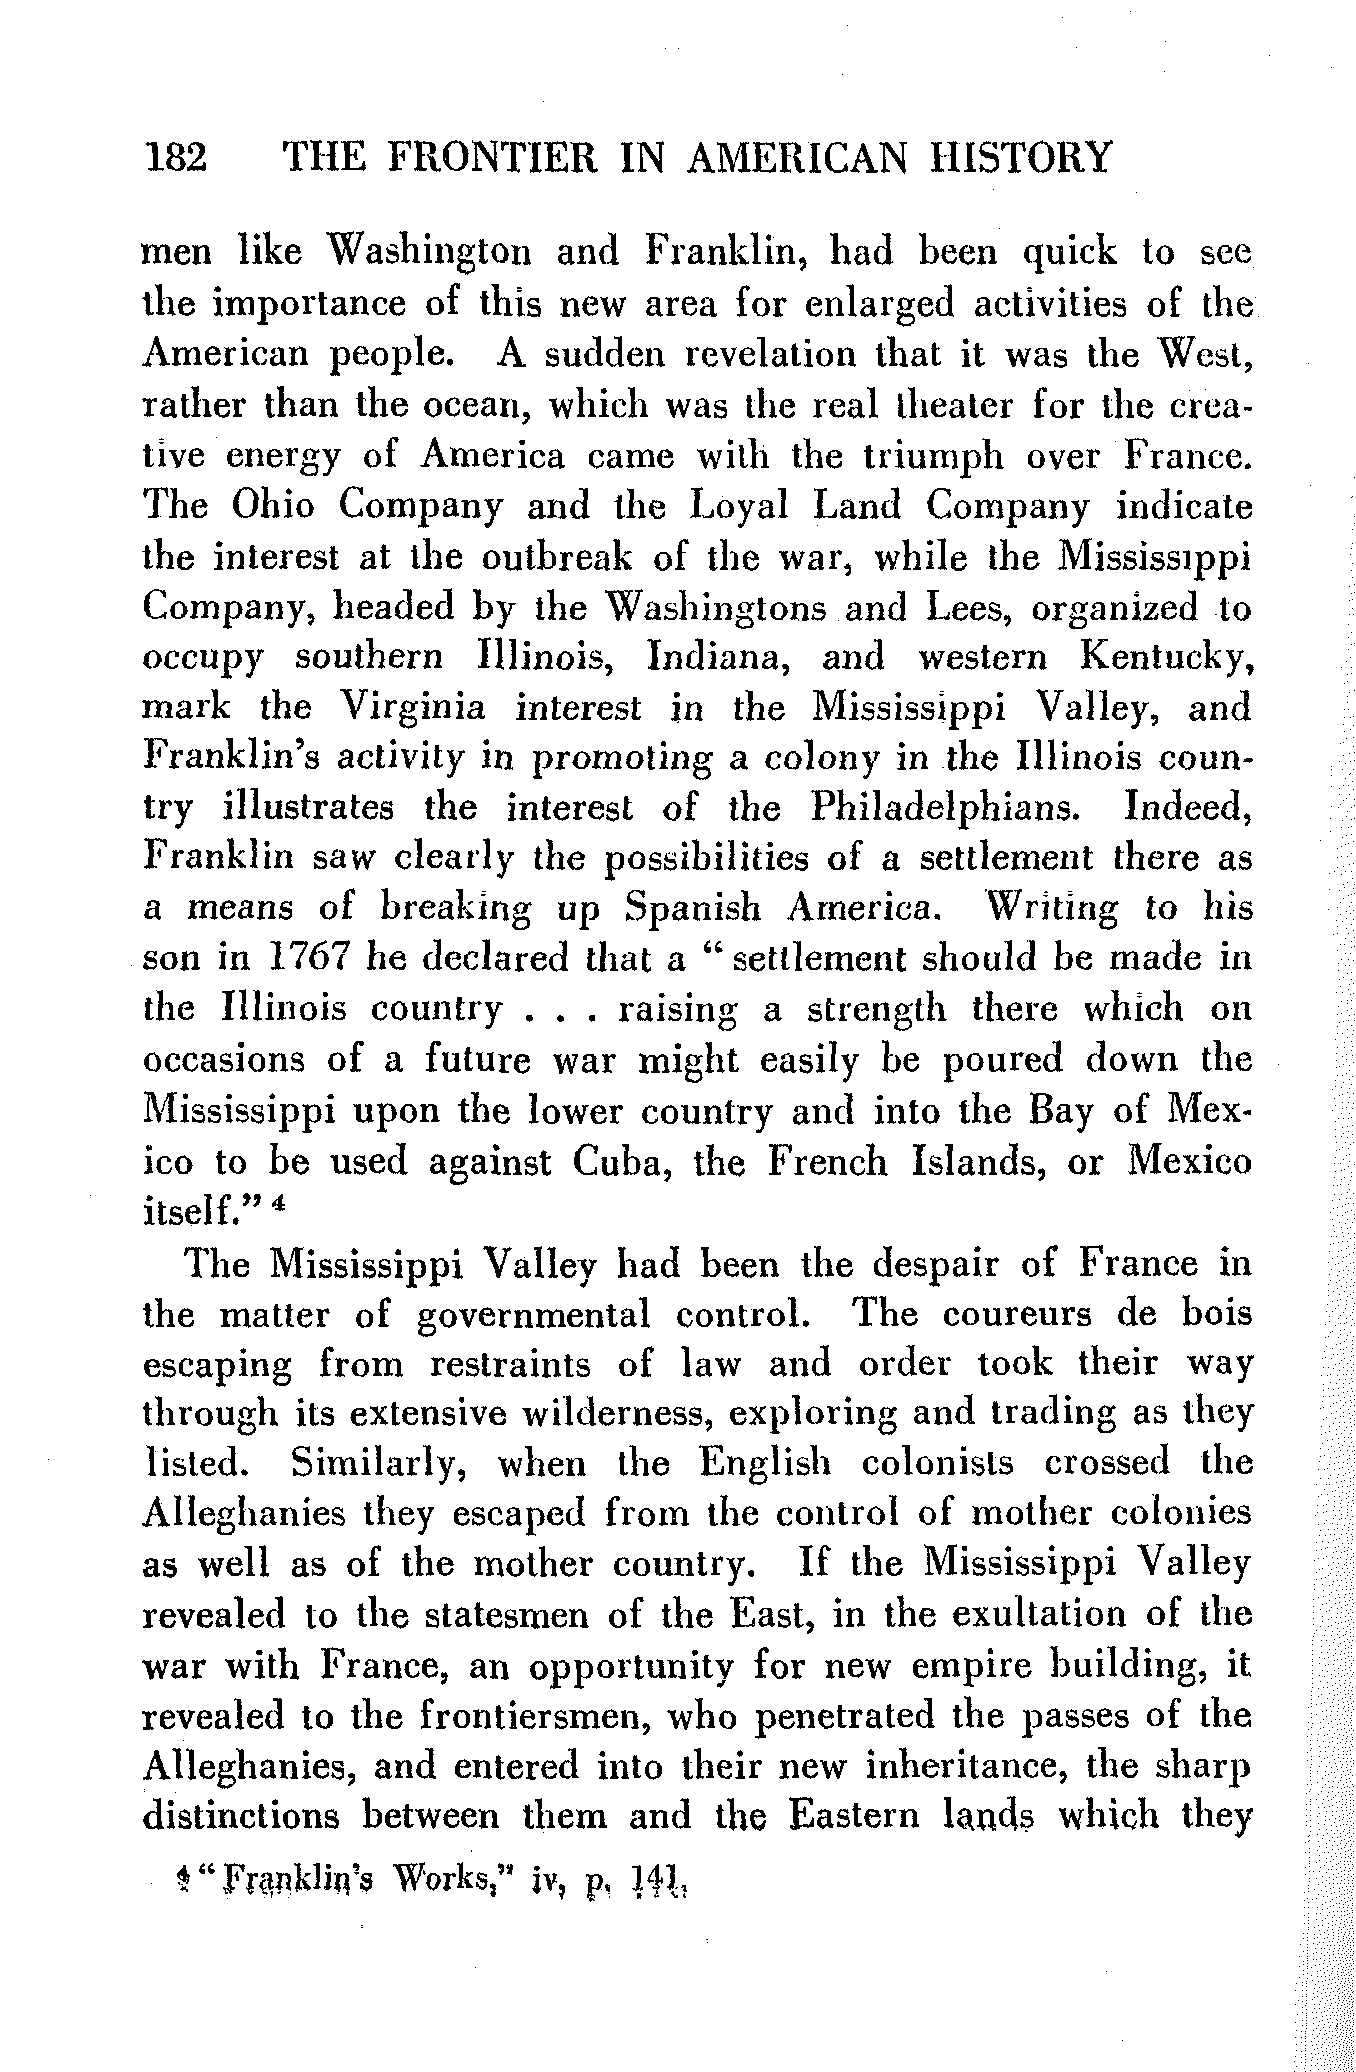 182 THE FRONTIER IN AMERICAN HISTORY
men like Washington and Franklin, had been quick to see
the importance of this new area for enlarged activities of the
American people. A sudden revelation that it was the West,
rather than the ocean, which was the real theater for the crea-
tive energy of America came with the triumph over France.
The Ohio Company and the Loyal Land Company indicate
the interest at the outbreak of the war, while the Mississippi
Company, headed by the Washingtons and Lees, organized to
occupy southern Illinois, Indiana, and western Kentucky,
mark the Virginia interest in the Mississippi Valley, and
Franklin's activity in promoting a colony in the Illinois coun-
try illustrates the interest of the Philadelphians. Indeed,
Franklin saw clearly the possibilities of a settlement there as
a means of breaking up Spanish America. Writing to his
son in 1767 he declared that a " settlement should be made in
the Illinois country . . . raising a strength there which on
occasions of a future war might easily be poured down the
Mississippi upon the lower country and into the Bay of Mex-
ico to be used against Cuba, the French Islands, or Mexico
itself." 4
The Mississippi Valley had been the despair of France in
the matter of governmental control. The coureurs de bois
escaping from restraints of law and order took their way
through its extensive wilderness, exploring and trading as they
listed. Similarly, when the English colonists crossed the
Alleghanies they escaped from the control of mother colonies
as well as of the mother country. If the Mississippi Valley
revealed to the statesmen of the East, in the exultation of the
war with France, an opportunity for new empire building, it
revealed to the frontiersmen, who penetrated the passes of the
Alleghanies, and entered into their new inheritance, the sharp
distinctions between them and the Eastern lands which they
4 " Franklin's Works," iv, p. 141.